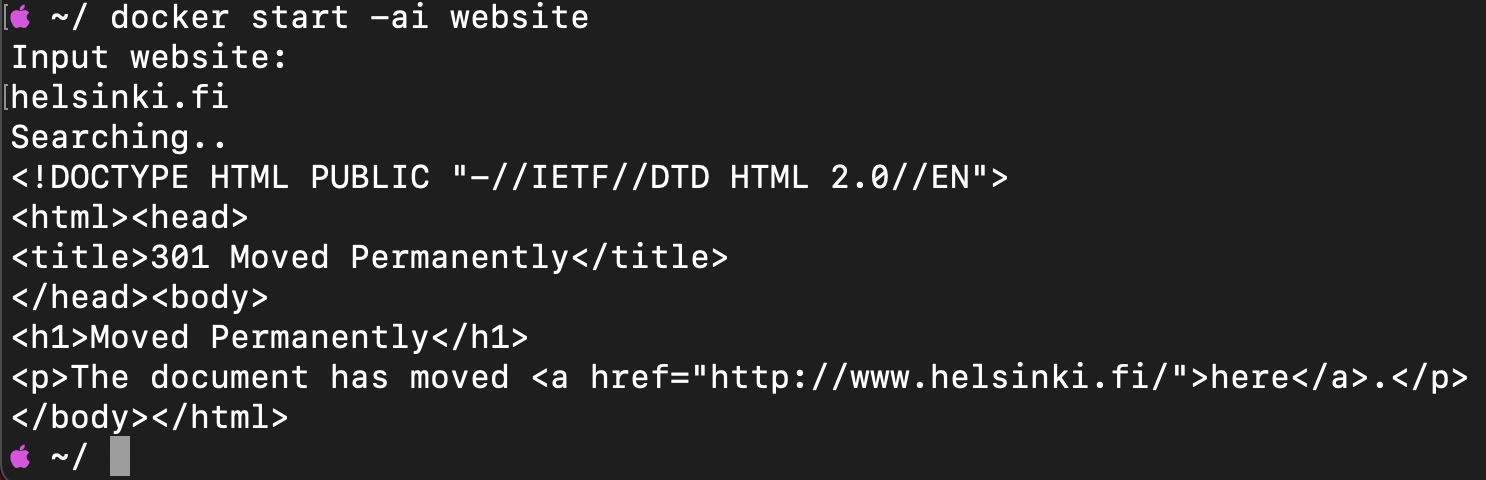 ~/ docker start -ai website
Input website:
helsinki.fi
Searching..
<!DOCTYPE HTML PUBLIC "-//IETF//DTD HTML 2.0//EN">
<html><head>
<title>301 Moved Permanently</title>
</head><body>
<h1>Moved Permanently</h1>
<p>The document has moved <a href="http://www.helsinki.fi/">here</a>.</p>
</body></html>
~/